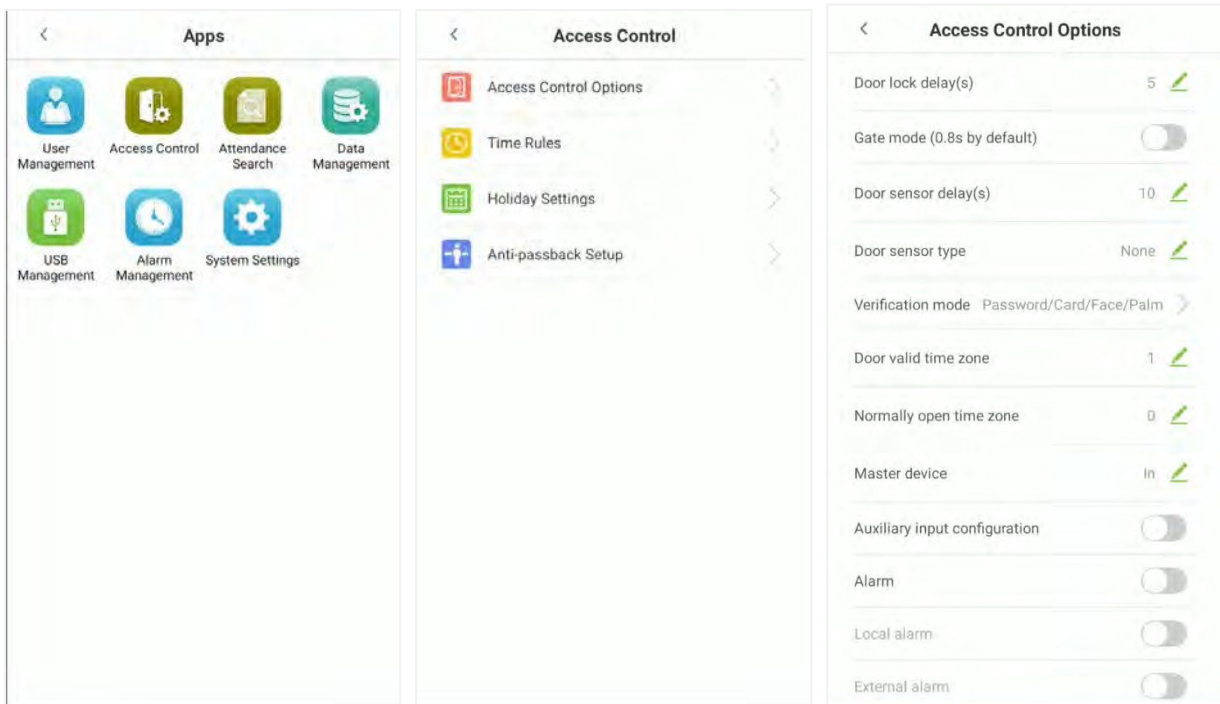 Apps
User Management
Access Control
Attendance Search
Data Management
USB Management
Alarm Management
System Settings
Access Control
Access Control Options
Time Rules
Holiday Settings
Anti-passback Setup
Access Control Options
Door lock delay(s) 5
Gate mode (0.8s by default)
Door sensor delay(s) 10
Door sensor type None
Verification mode Password/Card/Face/Palm
Door valid time zone 1
Normally open time zone 0
Master device In
Auxiliary input configuration
Alarm
Local alarm
External alarm